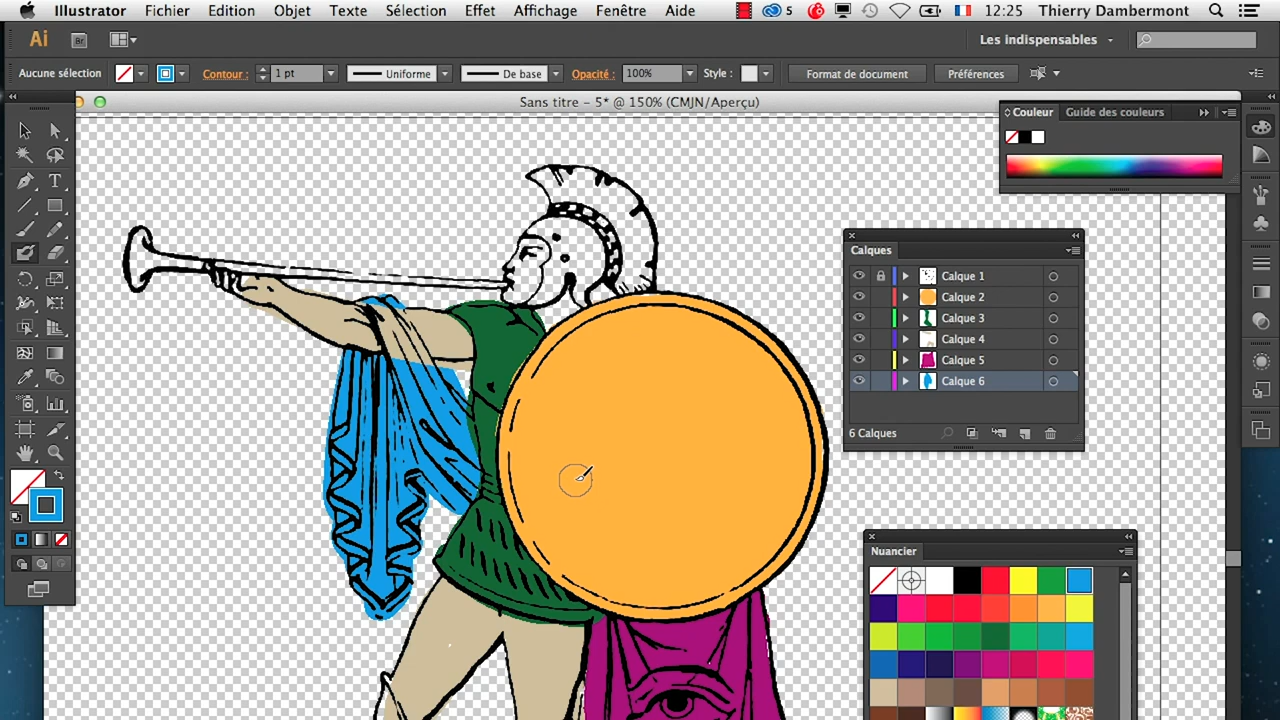 Illustrator Fichier Edition Objet Texte Sélection Effet Affichage Fenêtre Aide 5 12:25 Thierry Dambermont
Ai Br Les indispensables
Aucune sélection Contour : 1 pt Uniforme De base Opacité : 100% Style : Format de document Préférences
Sans titre – 5* @ 150% (CMJN/Aperçu)
Couleur Guide des couleurs
T
Calques
Calque 1
Calque 2
Calque 3
Calque 4
Calque 5
Calque 6
6 Calques
Nuancier